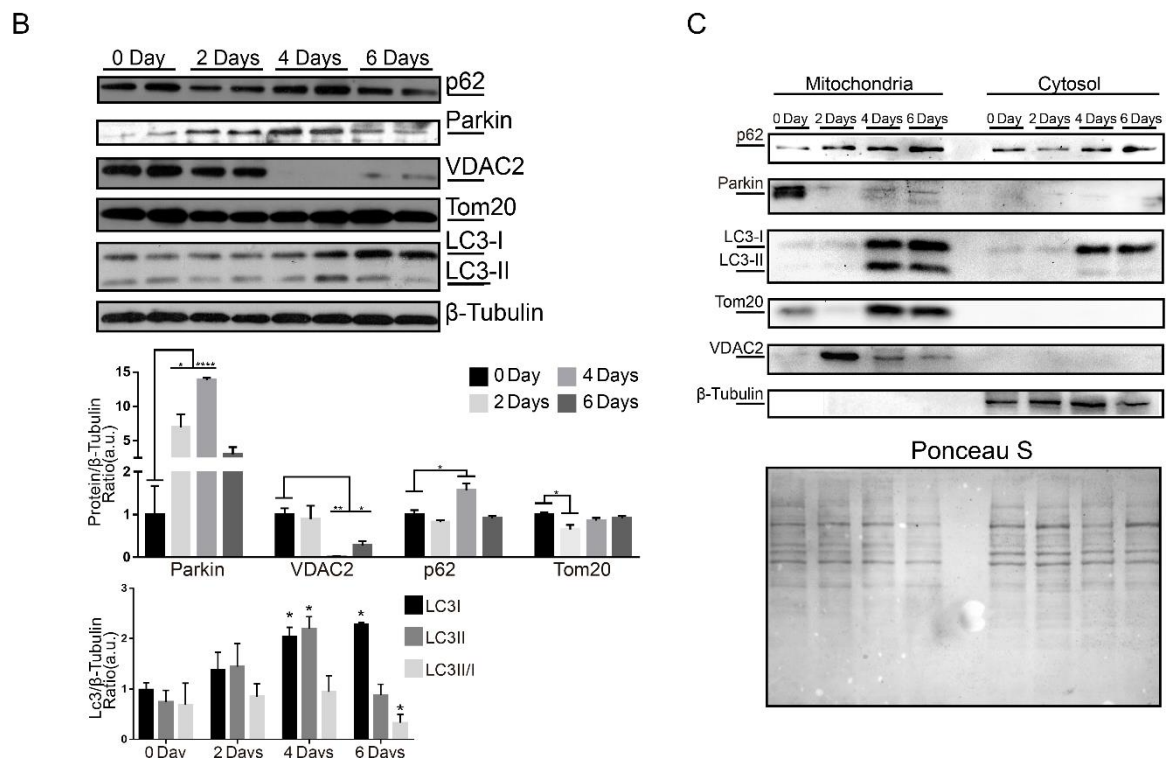 B
0 Day 2 Days 4 Days 6 Days
p62
Parkin
VDAC2
Tom20
LC3-I
LC3-II
β-Tubulin
15
10
5
2
1
0
Protein/β-Tubulin
Ratio(a.u.)
* ****
** *
*
*
0 Day
2 Days
4 Days
6 Days
Parkin VDAC2 p62 Tom20
3
2
1
0
Lc3/β-Tubulin
Ratio(a.u.)
* * * *
LC3I
LC3II
LC3II/I
0 Day 2 Days 4 Days 6 Days
C
Mitochondria Cytosol
0 Day 2 Days 4 Days 6 Days 0 Day 2 Days 4 Days 6 Days
p62
Parkin
LC3-I
LC3-II
Tom20
VDAC2
β-Tubulin
Ponceau S